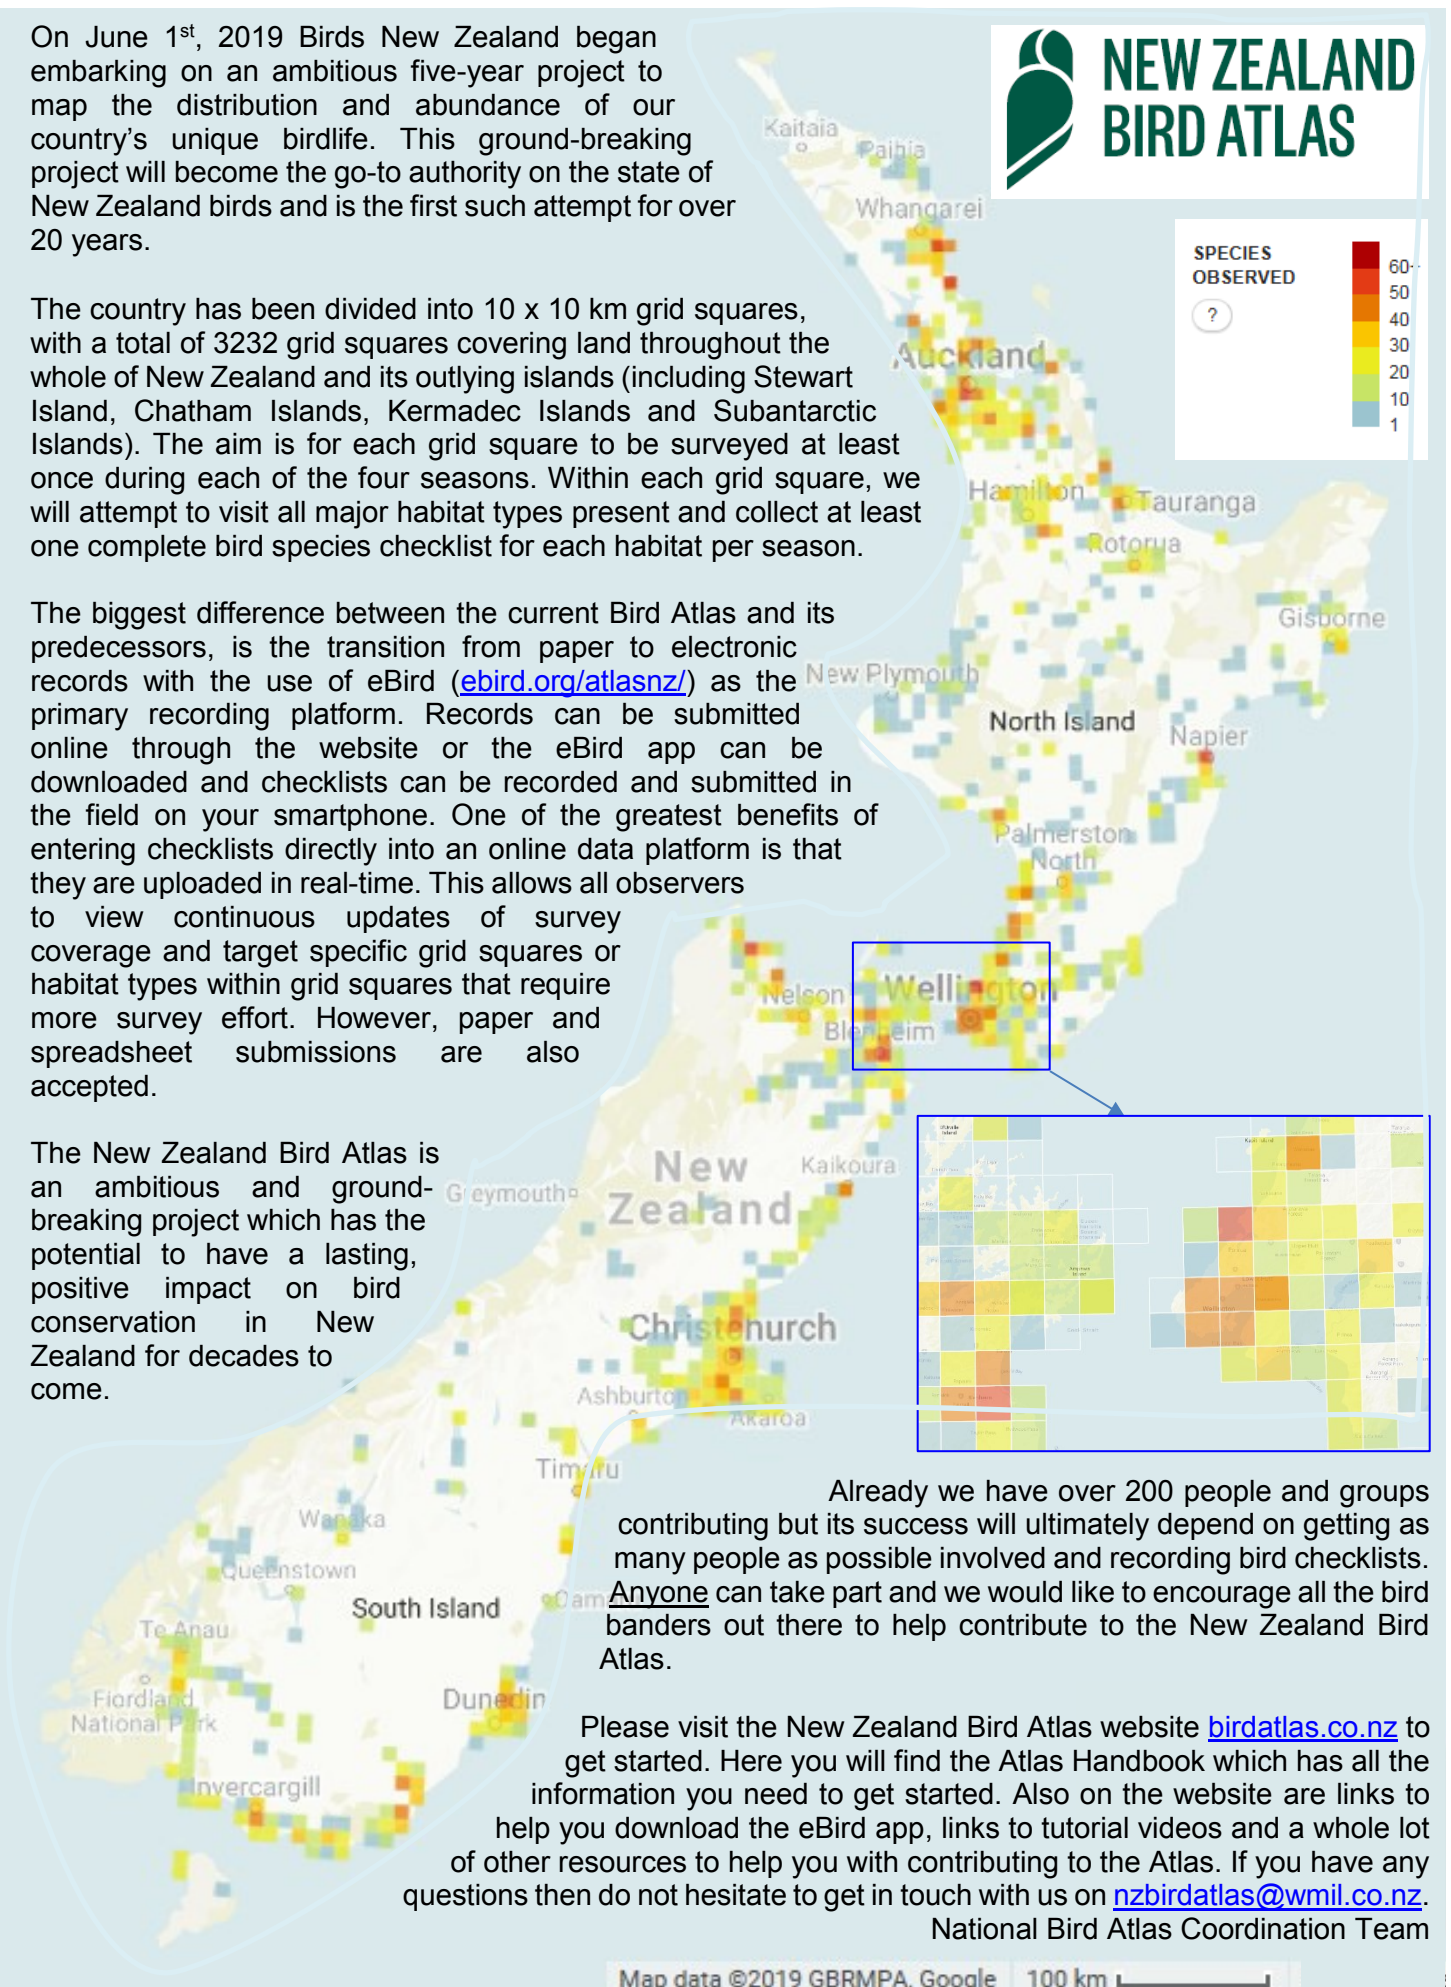 On June 1st, 2019 Birds New Zealand began
embarking on an ambitious five-year project to
map the distribution and abundance of our
country's unique birdlife. This ground-breaking
project will become the go-to authority on the state of
New Zealand birds and is the first such attempt for over
20 years.
The country has been divided into 10 x 10 km grid squares,
with a total of 3232 grid squares covering land throughout the
whole of New Zealand and its outlying islands (including Stewart
Island, Chatham Islands, Kermadec Islands and Subantarctic
Islands). The aim is for each grid square to be surveyed at least
once during each of the four seasons. Within each grid square, we
will attempt to visit all major habitat types present and collect at least
one complete bird species checklist for each habitat per season.
The biggest difference between the current Bird Atlas and its
predecessors, is the transition from paper to electronic
records with the use of eBird (ebird.org/atlasnz/) as the
primary recording platform. Records can be submitted
online through the website or the eBird app can be
downloaded and checklists can be recorded and submitted in
the field on your smartphone. One of the greatest benefits of
entering checklists directly into an online data platform is that
they are uploaded in real-time. This allows all observers
to view continuous updates of survey
coverage and target specific grid squares or
habitat types within grid squares that require
more survey effort. However, paper and
spreadsheet submissions are also
accepted.
The New Zealand Bird Atlas is
an ambitious and ground-
breaking project which has the
potential to have a lasting,
positive impact on bird
conservation in New
Zealand for decades to
come.
NEW ZEALAND
BIRD ATLAS
SPECIES
OBSERVED
?
60+
50
40
30
20
10
1
Kaitaia
Paihia
Whangarei
Auckland
Hamilton
Tauranga
Rotorua
Gisborne
New Plymouth
North Island
Napier
Palmerston
North
Wellington
Nelson
Blenheim
New
Zealand
Kaikoura
Greymouth
Christchurch
Ashburton
Akaroa
Timaru
Wanaka
Queenstown
South Island
Oam
Te Anau
Fiordland
National Park
Dunedin
Invercargill
Already we have over 200 people and groups
contributing but its success will ultimately depend on getting as
many people as possible involved and recording bird checklists.
Anyone can take part and we would like to encourage all the bird
banders out there to help contribute to the New Zealand Bird
Atlas.
Please visit the New Zealand Bird Atlas website birdatlas.co.nz to
get started. Here you will find the Atlas Handbook which has all the
information you need to get started. Also on the website are links to
help you download the eBird app, links to tutorial videos and a whole lot
of other resources to help you with contributing to the Atlas. If you have any
questions then do not hesitate to get in touch with us on nzbirdatlas@wmil.co.nz.
National Bird Atlas Coordination Team
Map data ©2019 GBRMPA, Google
100 km